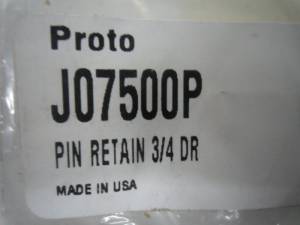 Proto
J07500P
PIN RETAIN 3/4 DR
MADE IN USA